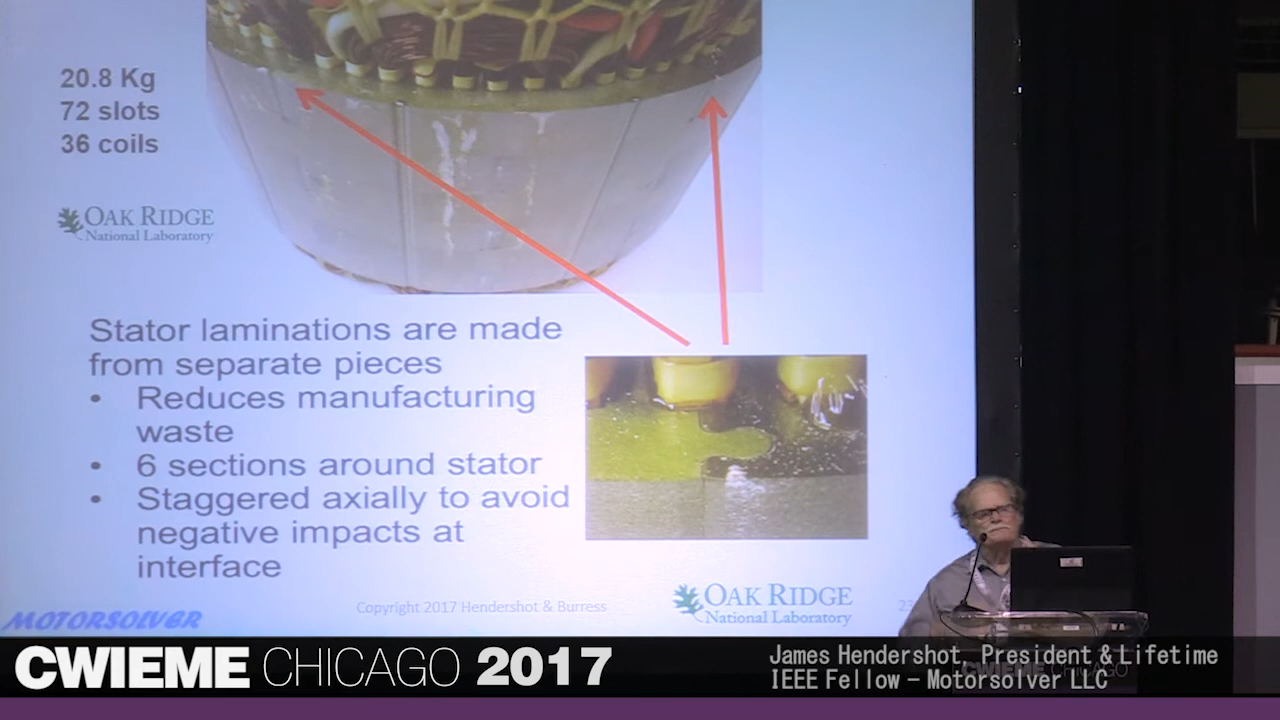 20.8 Kg
72 slots
36 coils
OAK RIDGE
National Laboratory
Stator laminations are made
from separate pieces
• Reduces manufacturing
waste
• 6 sections around stator
• Staggered axially to avoid
negative impacts at
interface
MOTORSOLVER
Copyright 2017 Hendershot & Burress
OAK RIDGE
National Laboratory
CWIEME CHICAGO 2017
James Hendershot, President & Lifetime
IEEE Fellow – Motorsolver LLC